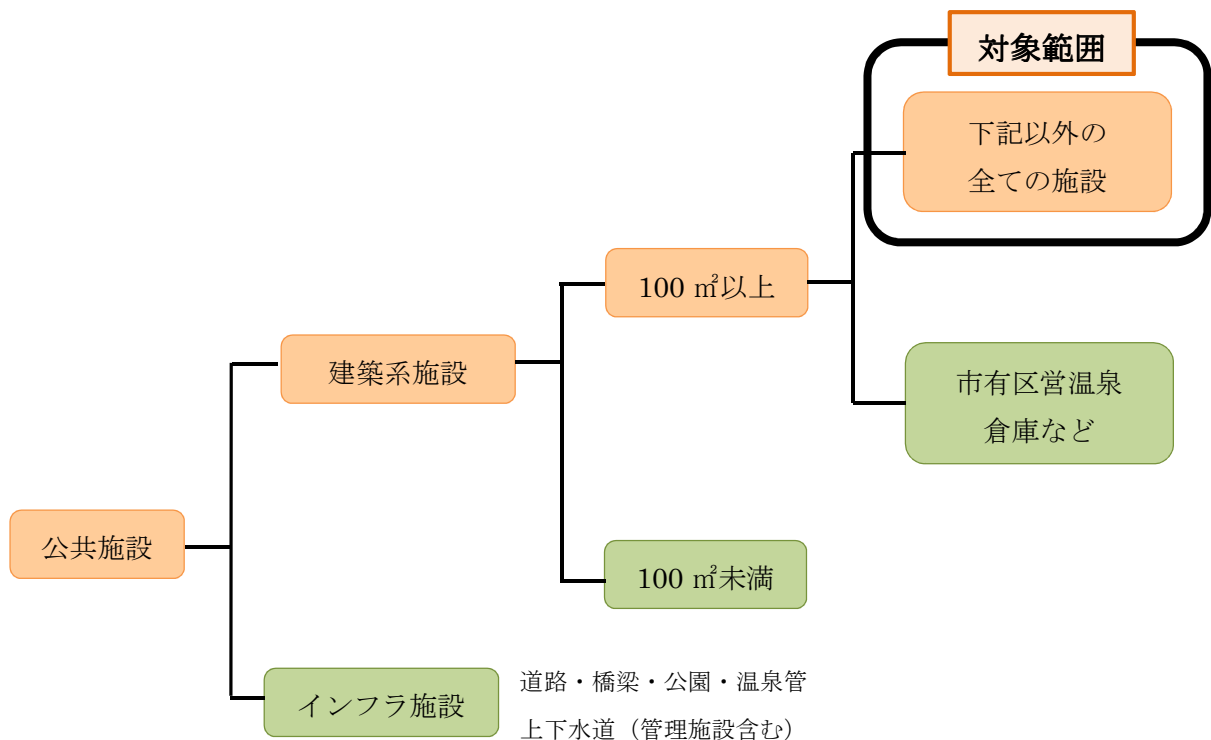 対象範囲
下記以外の
全ての施設
100 ㎡以上
建築系施設
市有区営温泉
倉庫など
公共施設
100 ㎡未満
インフラ施設
道路・橋梁・公園・温泉管
上下水道（管理施設含む）